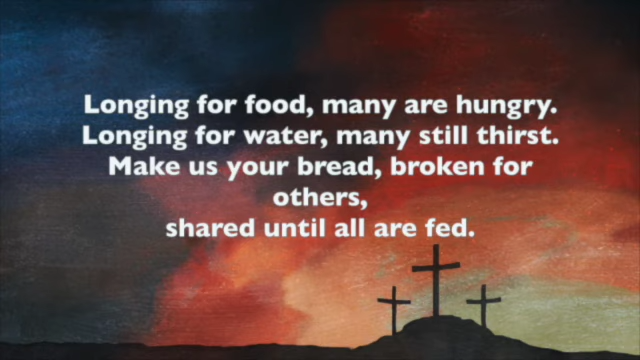 Longing for food, many are hungry.
Longing for water, many still thirst.
Make us your bread, broken for
others,
shared until all are fed.